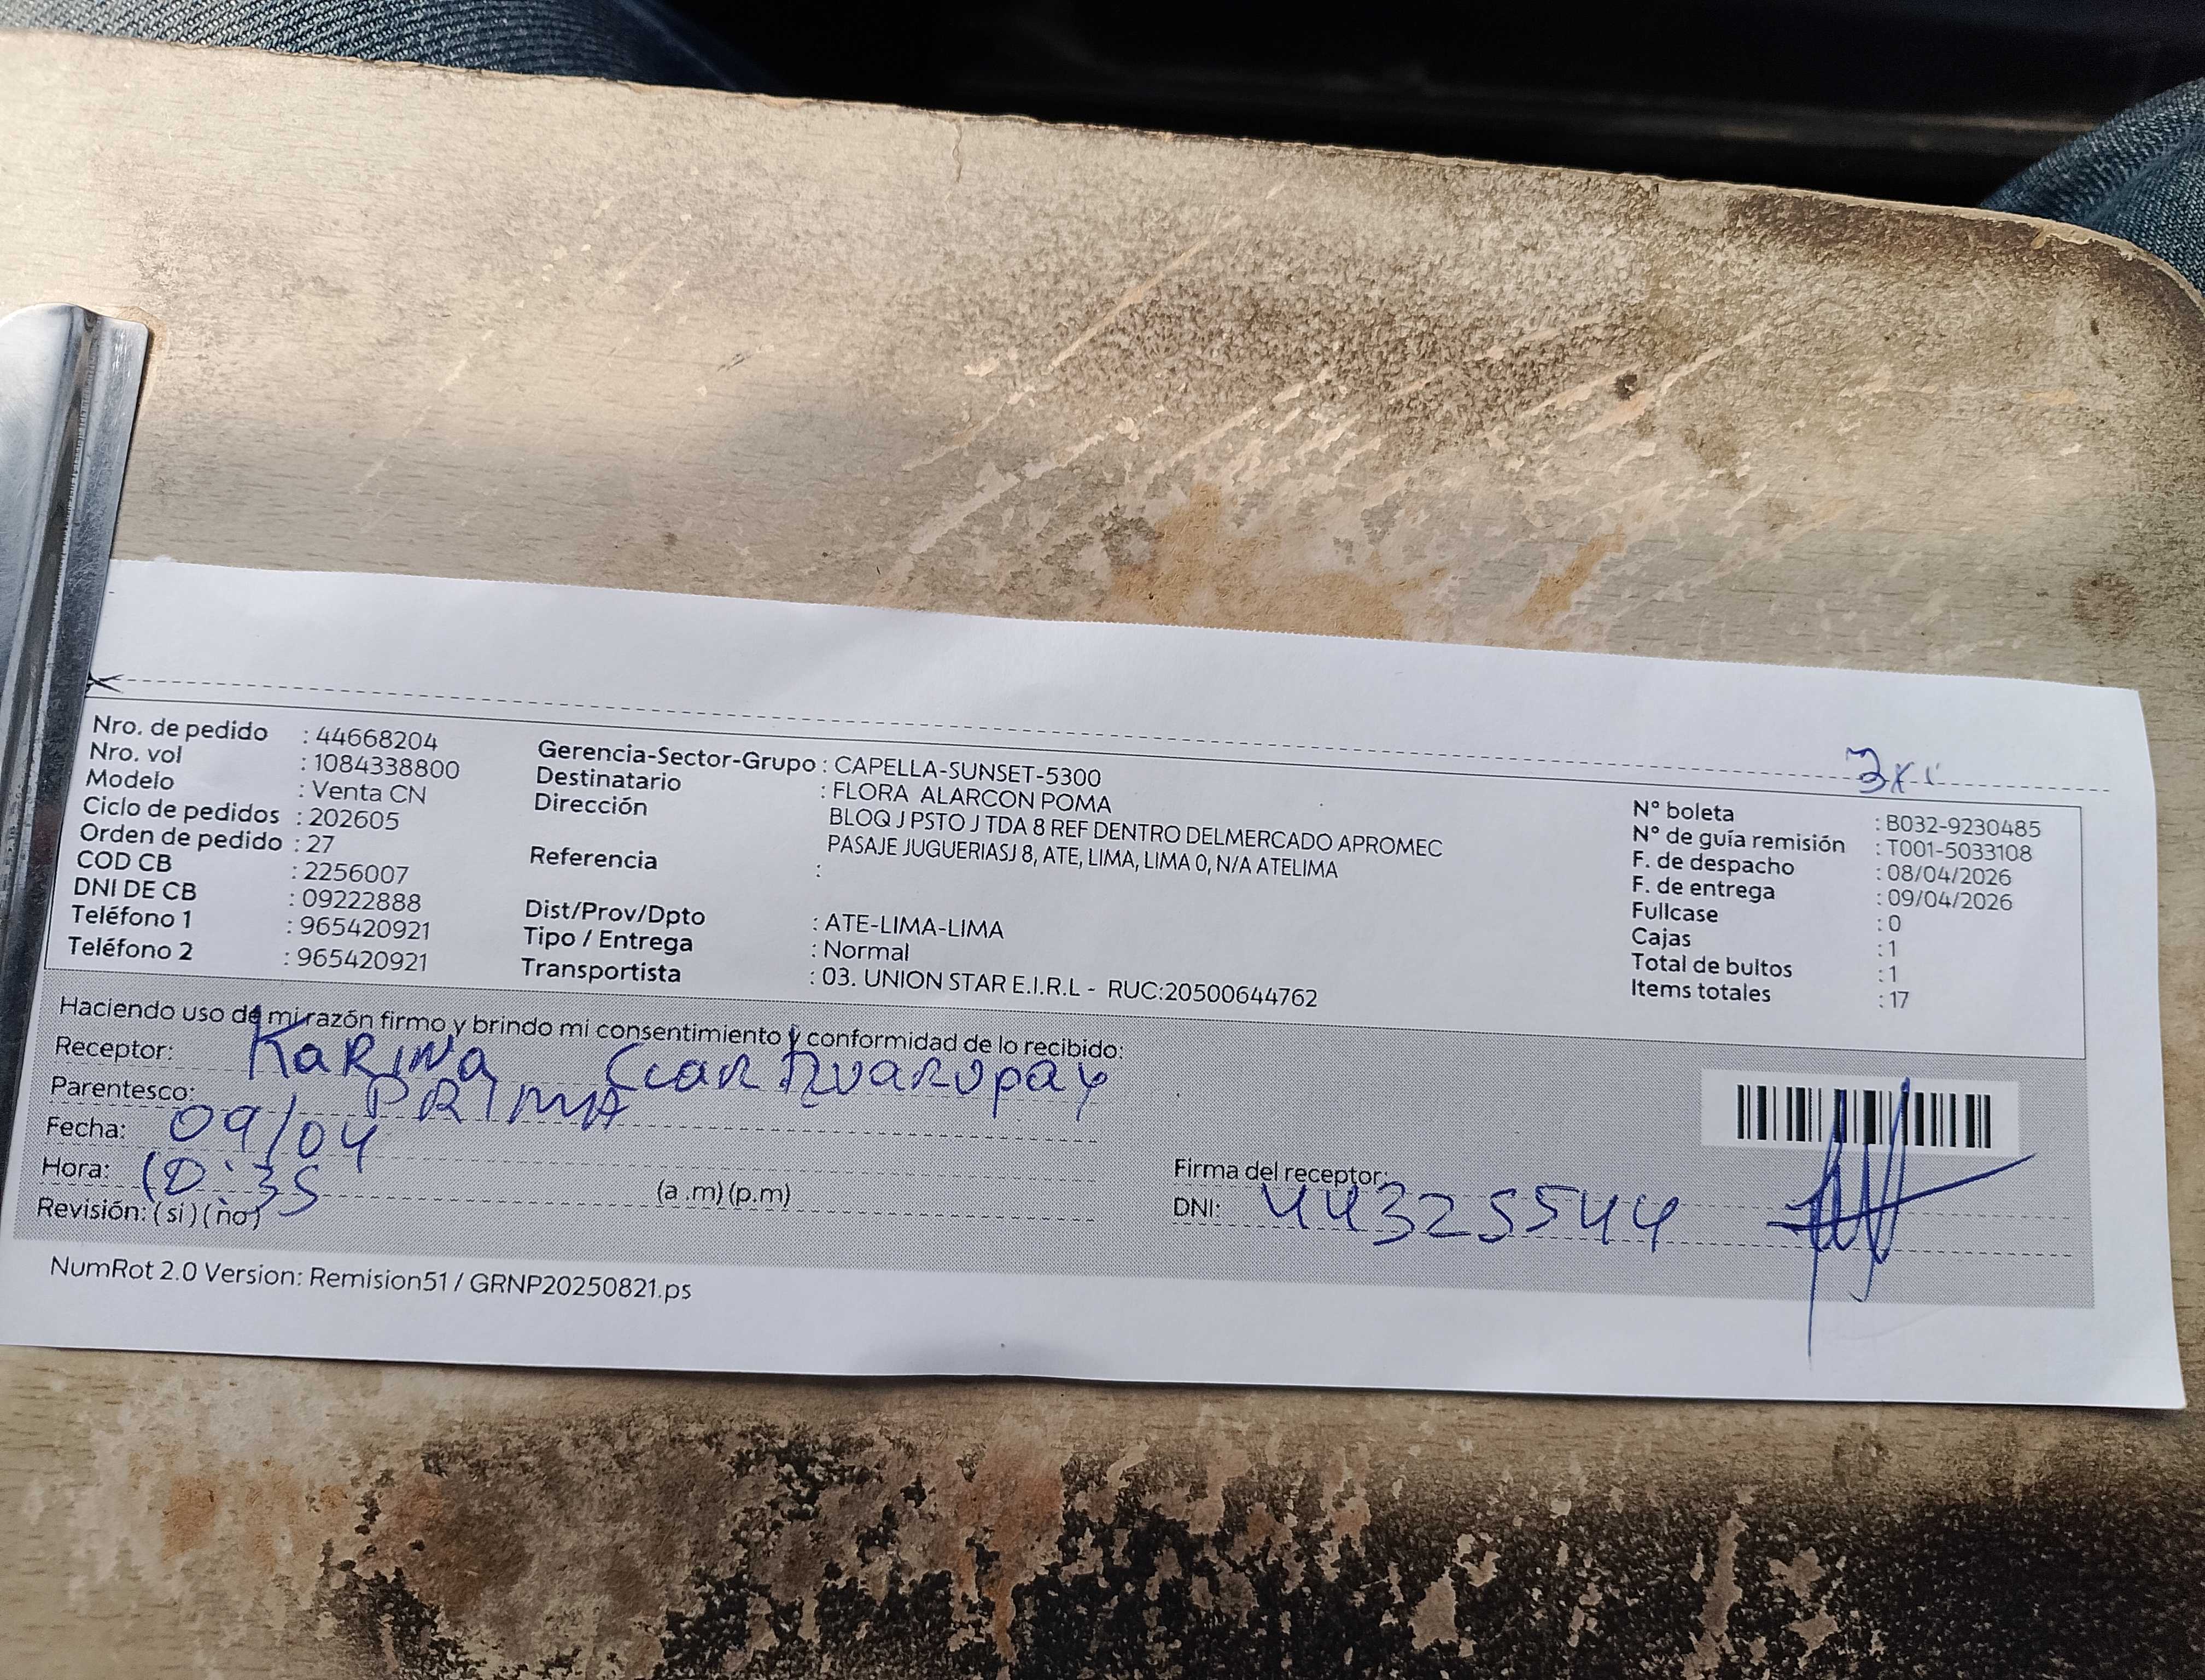 3x1
Nro. de pedido : 44668204
Nro. vol : 1084338800
Modelo : Venta CN
Ciclo de pedidos : 202605
Orden de pedido : 27
COD CB : 2256007
DNI DE CB : 09222888
Teléfono 1 : 965420921
Teléfono 2 : 965420921
Gerencia-Sector-Grupo : CAPELLA-SUNSET-5300
Destinatario : FLORA ALARCON POMA
Dirección BLOQ J PSTO J TDA 8 REF DENTRO DELMERCADO APROMEC
PASAJE JUGUERIASJ 8, ATE, LIMA, LIMA 0, N/A ATELIMA
Referencia :
Dist/Prov/Dpto : ATE-LIMA-LIMA
Tipo / Entrega : Normal
Transportista : 03. UNION STAR E.I.R.L - RUC:20500644762
N° boleta : B032-9230485
N° de guía remisión : T001-5033108
F. de despacho : 08/04/2026
F. de entrega : 09/04/2026
Fullcase : 0
Cajas : 1
Total de bultos : 1
Items totales : 17
Haciendo uso de mi razón firmo y brindo mi consentimiento y conformidad de lo recibido:
Receptor: KARINA Ccarhuarupay
Parentesco: PRIMA
Fecha: 09/04
Hora: 10:35 (a .m) (p.m)
Revisión: ( si ) ( no )
Firma del receptor:
DNI: 44325544
NumRot 2.0 Version: Remision51 / GRNP20250821.ps